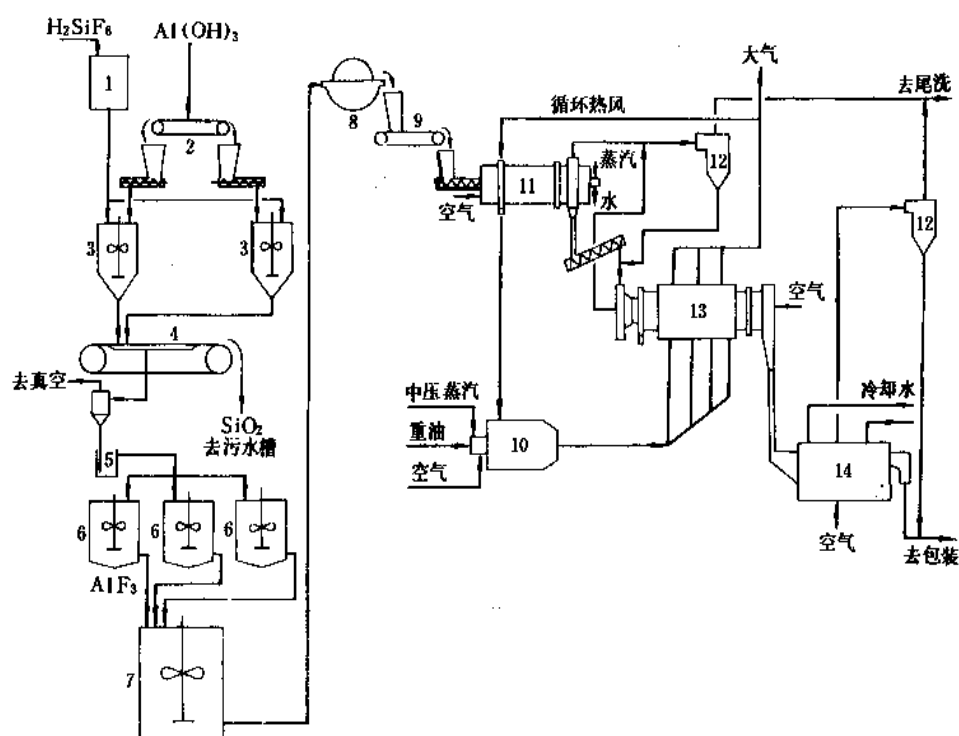 H₂SiF₆
Al(OH)₃
1
2
3
3
4
去真空
SiO₂
去污水槽
5
6
6
6
AlF₃
7
8
9
循环热风
大气
去尾洗
11
空气
蒸汽
水
12
12
13
空气
中压蒸汽
重油
空气
10
冷却水
14
空气
去包装